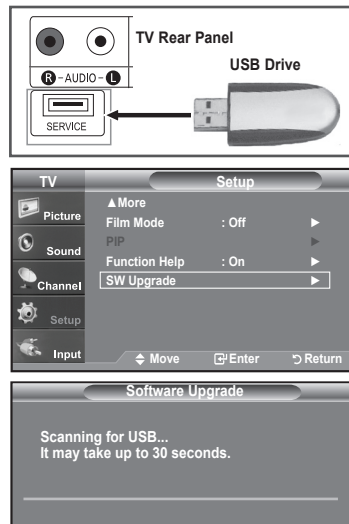 TV Rear Panel
USB Drive
R - AUDIO - L
SERVICE
TV
Setup
▲More
Picture
Film Mode : Off ►
PIP ►
Sound
Function Help : On ►
Channel
SW Upgrade ►
Setup
Input
Move Enter Return
Software Upgrade
Scanning for USB...
It may take up to 30 seconds.